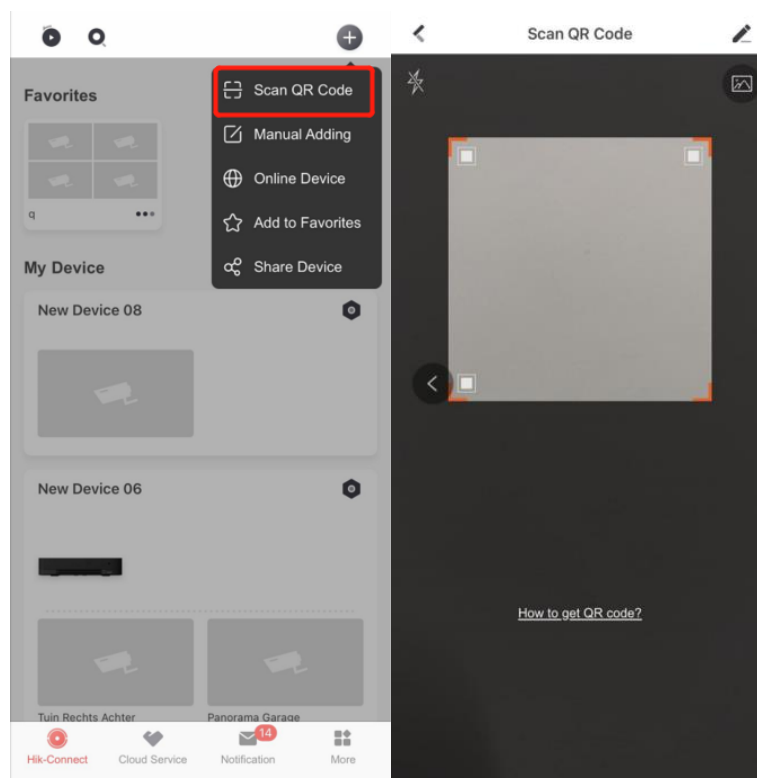 Scan QR Code
Manual Adding
Online Device
Add to Favorites
Share Device
Favorites
q
My Device
New Device 08
New Device 06
Tuin Rechts Achter
Panorama Garage
14
Hik-Connect
Cloud Service
Notification
More
Scan QR Code
How to get QR code?